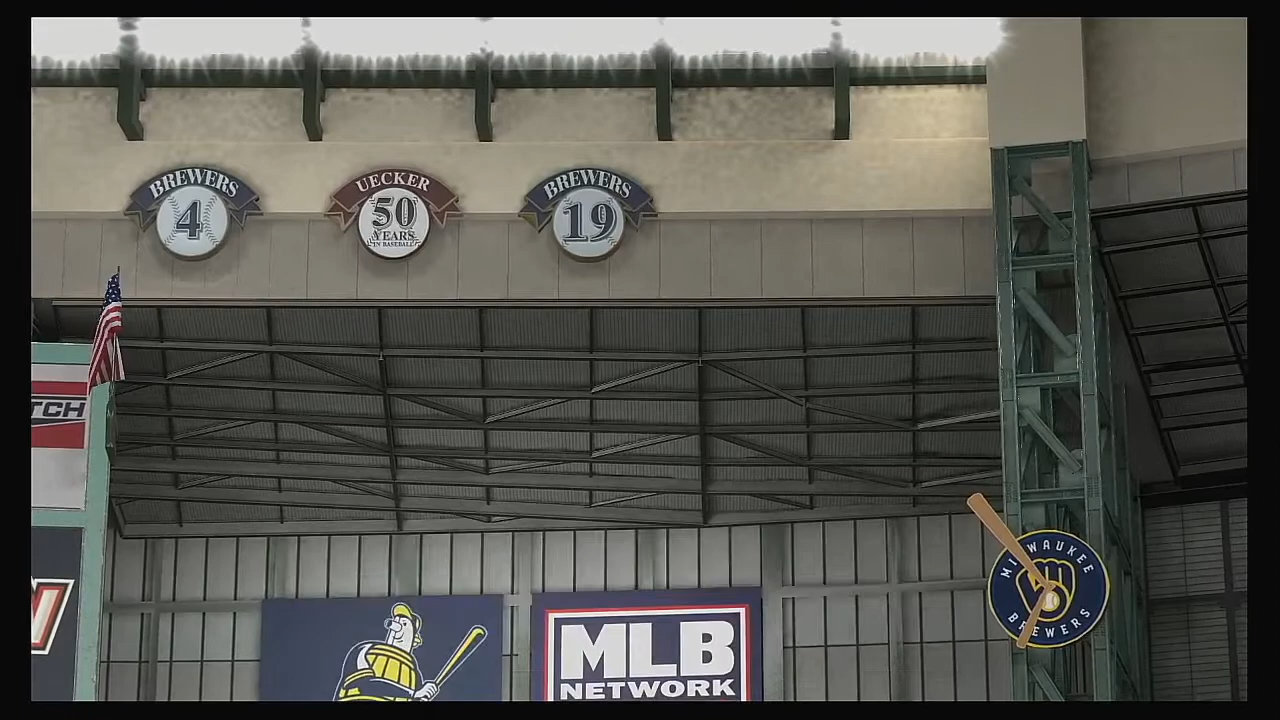 BREWERS
4
UECKER
50
YEARS
IN BASEBALL
BREWERS
19
TCH
MILWAUKEE
BREWERS
MLB
NETWORK